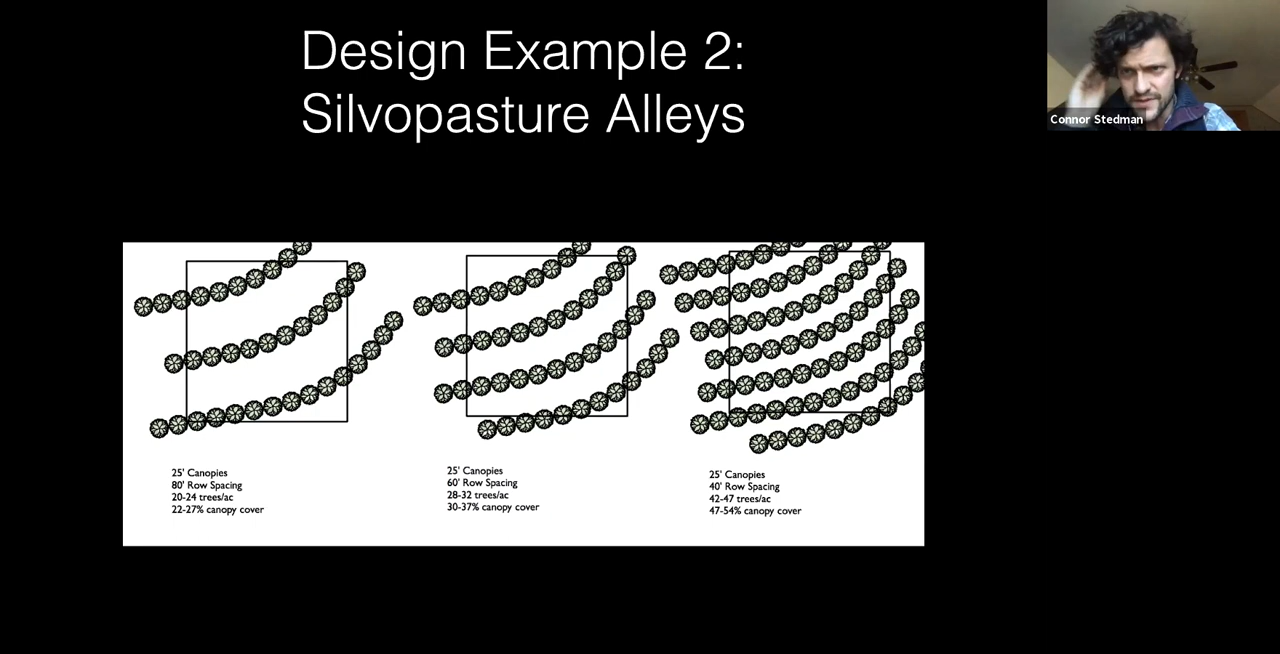 Design Example 2:
Silvopasture Alleys
Connor Stedman
25' Canopies
80' Row Spacing
20-24 trees/ac
22-27% canopy cover
25' Canopies
60' Row Spacing
28-32 trees/ac
30-37% canopy cover
25' Canopies
40' Row Spacing
42-47 trees/ac
47-54% canopy cover